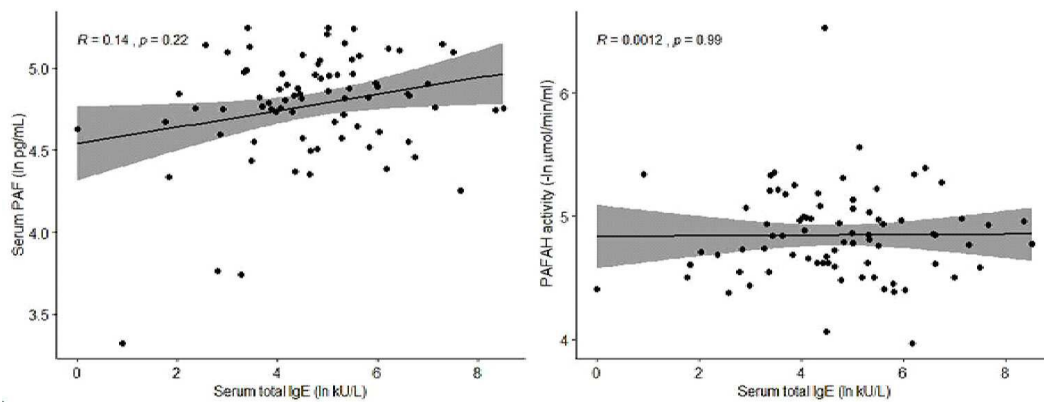 R = 0.14 , p = 0.22
5.0
4.5
4.0
3.5
Serum PAF (ln pg/mL)
0 2 4 6 8
Serum total IgE (ln kU/L)
R = 0.0012 , p = 0.99
6
5
4
PAFAH activity (-ln μmol/min/ml)
0 2 4 6 8
Serum total IgE (ln kU/L)